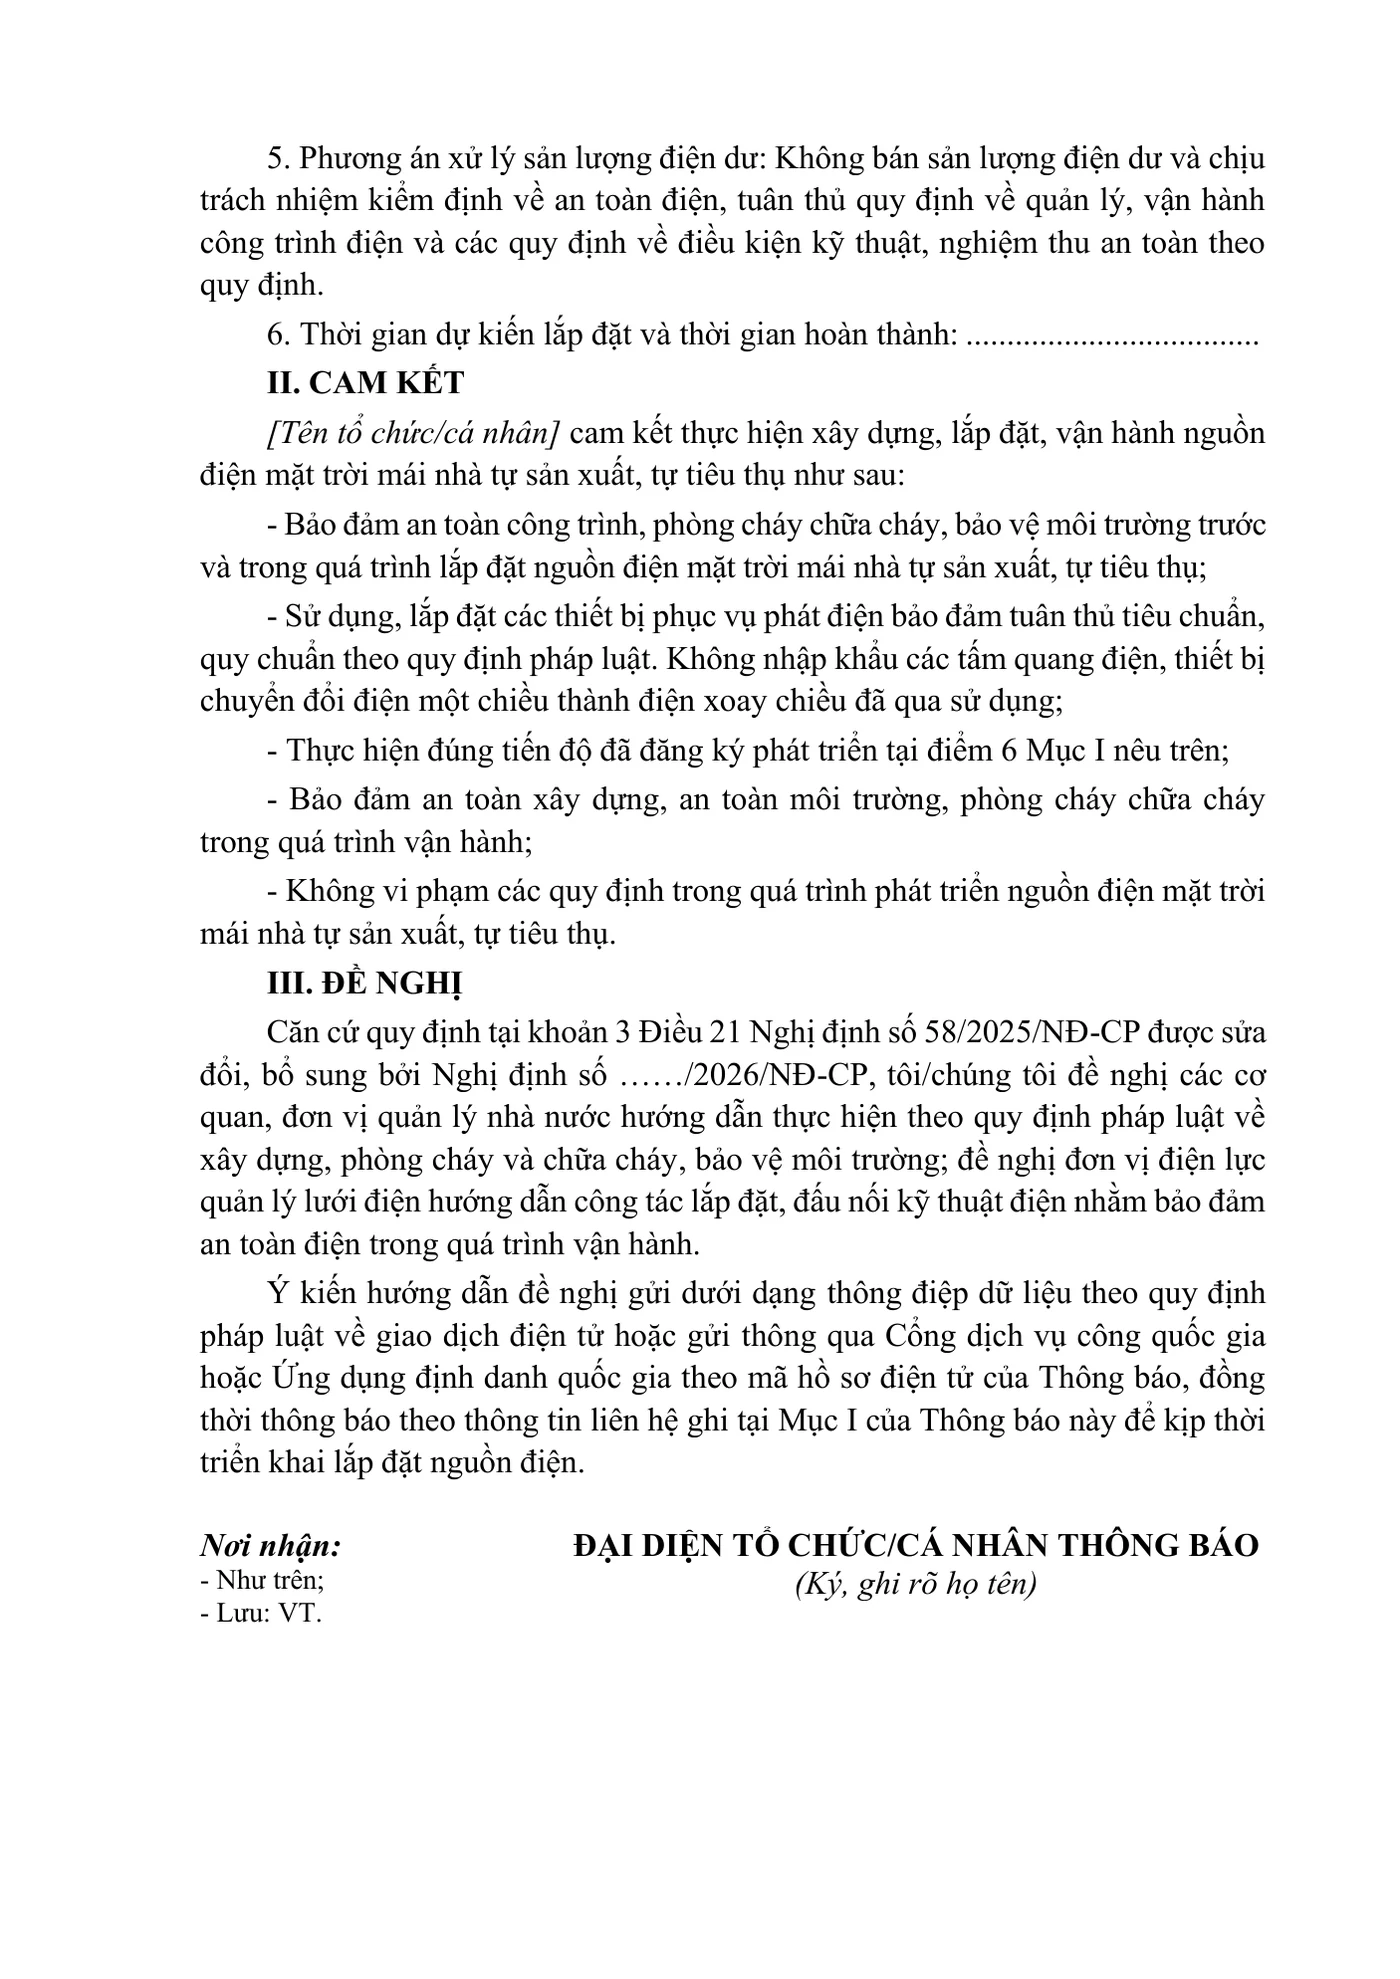 5. Phương án xử lý sản lượng điện dư: Không bán sản lượng điện dư và chịu
trách nhiệm kiểm định về an toàn điện, tuân thủ quy định về quản lý, vận hành
công trình điện và các quy định về điều kiện kỹ thuật, nghiệm thu an toàn theo
quy định.
6. Thời gian dự kiến lắp đặt và thời gian hoàn thành: ....................................
II. CAM KẾT
[Tên tổ chức/cá nhân] cam kết thực hiện xây dựng, lắp đặt, vận hành nguồn
điện mặt trời mái nhà tự sản xuất, tự tiêu thụ như sau:
- Bảo đảm an toàn công trình, phòng cháy chữa cháy, bảo vệ môi trường trước
và trong quá trình lắp đặt nguồn điện mặt trời mái nhà tự sản xuất, tự tiêu thụ;
- Sử dụng, lắp đặt các thiết bị phục vụ phát điện bảo đảm tuân thủ tiêu chuẩn,
quy chuẩn theo quy định pháp luật. Không nhập khẩu các tấm quang điện, thiết bị
chuyển đổi điện một chiều thành điện xoay chiều đã qua sử dụng;
- Thực hiện đúng tiến độ đã đăng ký phát triển tại điểm 6 Mục I nêu trên;
- Bảo đảm an toàn xây dựng, an toàn môi trường, phòng cháy chữa cháy
trong quá trình vận hành;
- Không vi phạm các quy định trong quá trình phát triển nguồn điện mặt trời
mái nhà tự sản xuất, tự tiêu thụ.
III. ĐỀ NGHỊ
Căn cứ quy định tại khoản 3 Điều 21 Nghị định số 58/2025/NĐ-CP được sửa
đổi, bổ sung bởi Nghị định số ……/2026/NĐ-CP, tôi/chúng tôi đề nghị các cơ
quan, đơn vị quản lý nhà nước hướng dẫn thực hiện theo quy định pháp luật về
xây dựng, phòng cháy và chữa cháy, bảo vệ môi trường; đề nghị đơn vị điện lực
quản lý lưới điện hướng dẫn công tác lắp đặt, đấu nối kỹ thuật điện nhằm bảo đảm
an toàn điện trong quá trình vận hành.
Ý kiến hướng dẫn đề nghị gửi dưới dạng thông điệp dữ liệu theo quy định
pháp luật về giao dịch điện tử hoặc gửi thông qua Cổng dịch vụ công quốc gia
hoặc Ứng dụng định danh quốc gia theo mã hồ sơ điện tử của Thông báo, đồng
thời thông báo theo thông tin liên hệ ghi tại Mục I của Thông báo này để kịp thời
triển khai lắp đặt nguồn điện.
Nơi nhận:
- Như trên;
- Lưu: VT.
ĐẠI DIỆN TỔ CHỨC/CÁ NHÂN THÔNG BÁO
(Ký, ghi rõ họ tên)